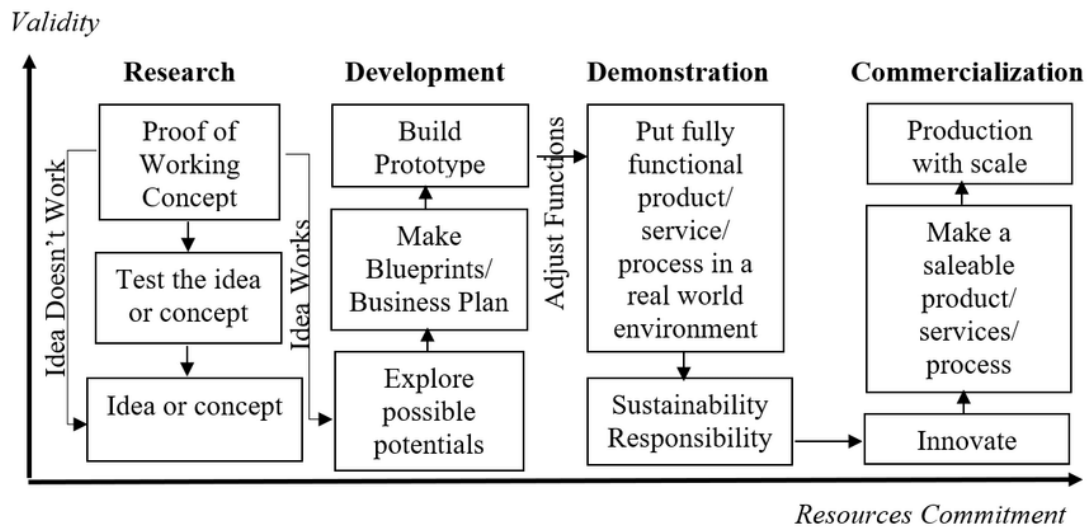 Validity
Research
Development
Demonstration
Commercialization
Idea Doesn't Work
Proof of
Working
Concept
Test the idea
or concept
Idea or concept
Idea Works
Build
Prototype
Make
Blueprints/
Business Plan
Explore
possible
potentials
Adjust Functions
Put fully
functional
product/
service/
process in a
real world
environment
Sustainability
Responsibility
Production
with scale
Make a
saleable
product/
services/
process
Innovate
Resources Commitment